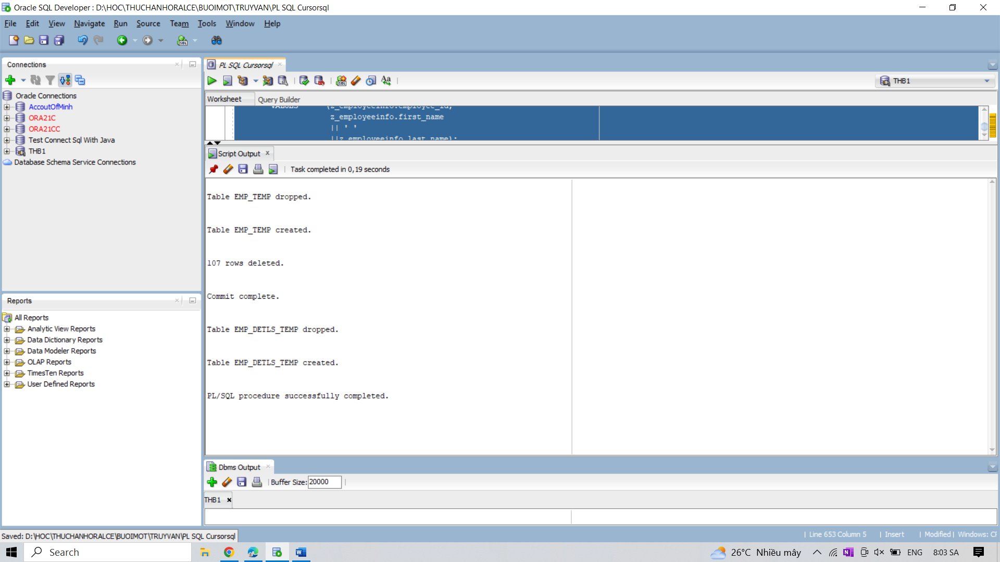 Oracle SQL Developer : D:\HOC\THUCHANHORALCE\BUOIMOT\TRUYVAN\PL SQL Cursorsql
File Edit View Navigate Run Source Team Tools Window Help
Connections
Oracle Connections
AccoutOfMinh
ORA21C
ORA21CC
Test Connect Sql With Java
THB1
Database Schema Service Connections
Reports
All Reports
Analytic View Reports
Data Dictionary Reports
Data Modeler Reports
OLAP Reports
TimesTen Reports
User Defined Reports
PL SQL Cursorsql
THB1
Worksheet Query Builder
VALUES (z_employeeinfo.employee_id,
z_employeeinfo.first_name
|| ' '
||z_employeeinfo.last_name);
Script Output
Task completed in 0,19 seconds
Table EMP_TEMP dropped.
Table EMP_TEMP created.
107 rows deleted.
Commit complete.
Table EMP_DETLS_TEMP dropped.
Table EMP_DETLS_TEMP created.
PL/SQL procedure successfully completed.
Dbms Output
Buffer Size: 20000
THB1
Saved: D:\HOC\THUCHANHORALCE\BUOIMOT\TRUYVAN\PL SQL Cursorsql
| Line 653 Column 5 | Insert | Modified | Windows: CF
Search
26°C Nhiều mây
ENG
8:03 SA